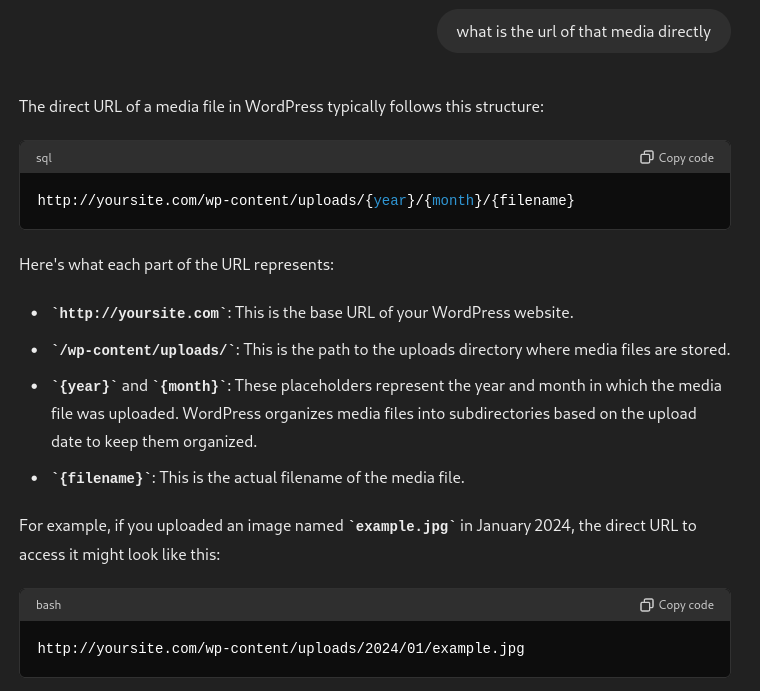 what is the url of that media directly
The direct URL of a media file in WordPress typically follows this structure:
sql
Copy code
http://yoursite.com/wp-content/uploads/{year}/{month}/{filename}
Here's what each part of the URL represents:
• `http://yoursite.com`: This is the base URL of your WordPress website.
• `/wp-content/uploads/`: This is the path to the uploads directory where media files are stored.
• `{year}` and `{month}`: These placeholders represent the year and month in which the media
file was uploaded. WordPress organizes media files into subdirectories based on the upload
date to keep them organized.
• `{filename}`: This is the actual filename of the media file.
For example, if you uploaded an image named `example.jpg` in January 2024, the direct URL to
access it might look like this:
bash
Copy code
http://yoursite.com/wp-content/uploads/2024/01/example.jpg